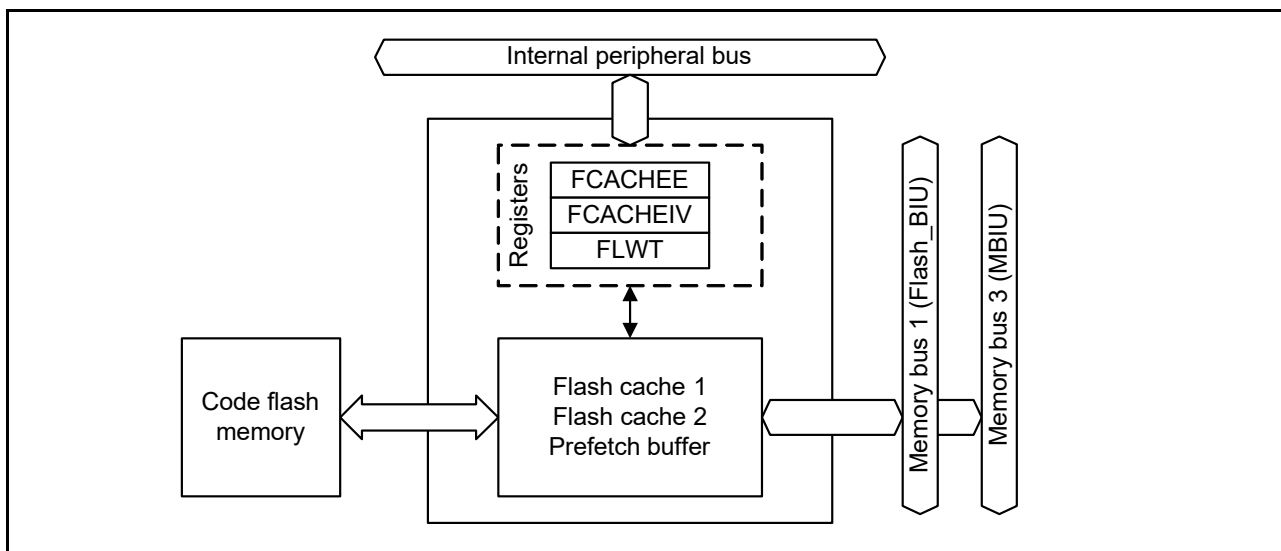 Internal peripheral bus
Registers
FCACHEE
FCACHEIV
FLWT
Code flash
memory
Flash cache 1
Flash cache 2
Prefetch buffer
Memory bus 1 (Flash_BIU)
Memory bus 3 (MBIU)